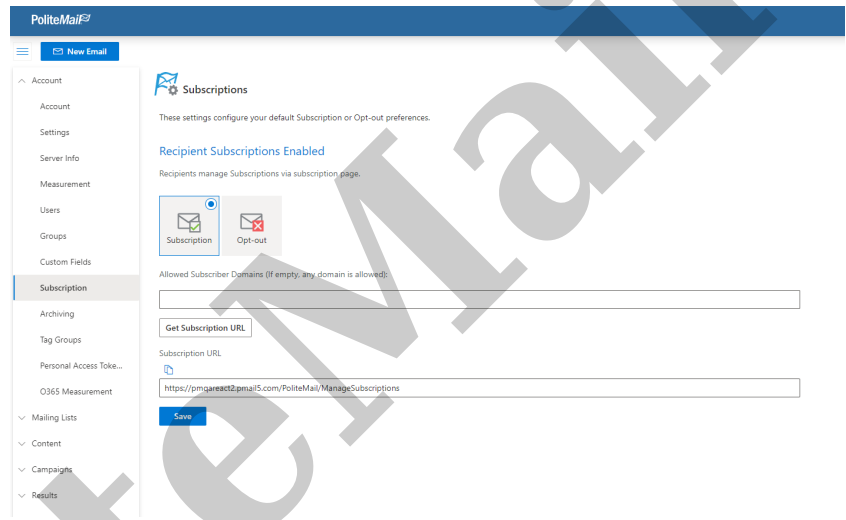 PoliteMail
New Email
Account
Account
Settings
Server Info
Measurement
Users
Groups
Custom Fields
Subscription
Archiving
Tag Groups
Personal Access Toke...
O365 Measurement
Mailing Lists
Content
Campaigns
Results
Subscriptions
These settings configure your default Subscription or Opt-out preferences.
Recipient Subscriptions Enabled
Recipients manage Subscriptions via subscription page.
Subscription
Opt-out
Allowed Subscriber Domains (If empty, any domain is allowed):
Get Subscription URL
Subscription URL
https://pmqareact2.pmail5.com/PoliteMail/ManageSubscriptions
Save
teMail